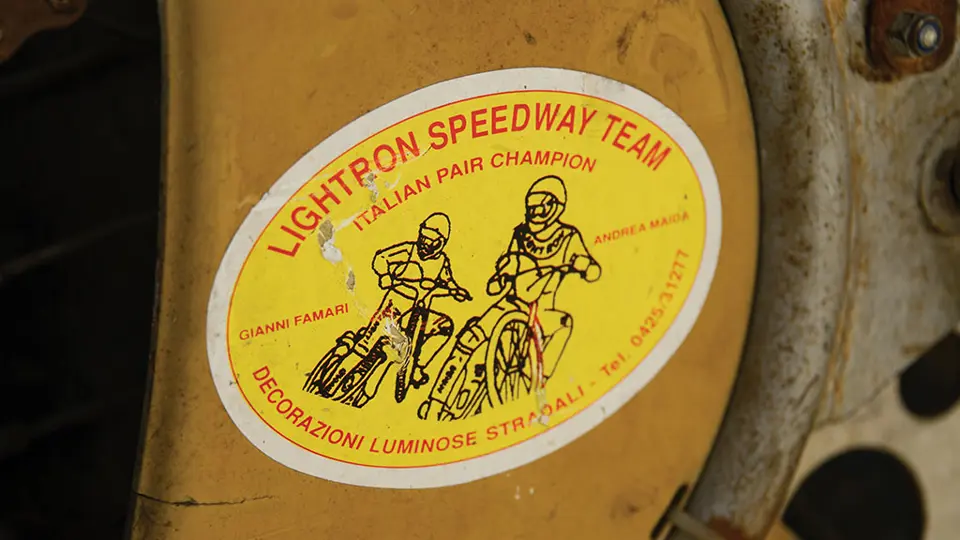 LIGHTRON SPEEDWAY TEAM
ITALIAN PAIR CHAMPION
ANDREA MAIDA
GIANNI FAMARI
DECORAZIONI LUMINOSE STRADALI - Tel. 0425/31277